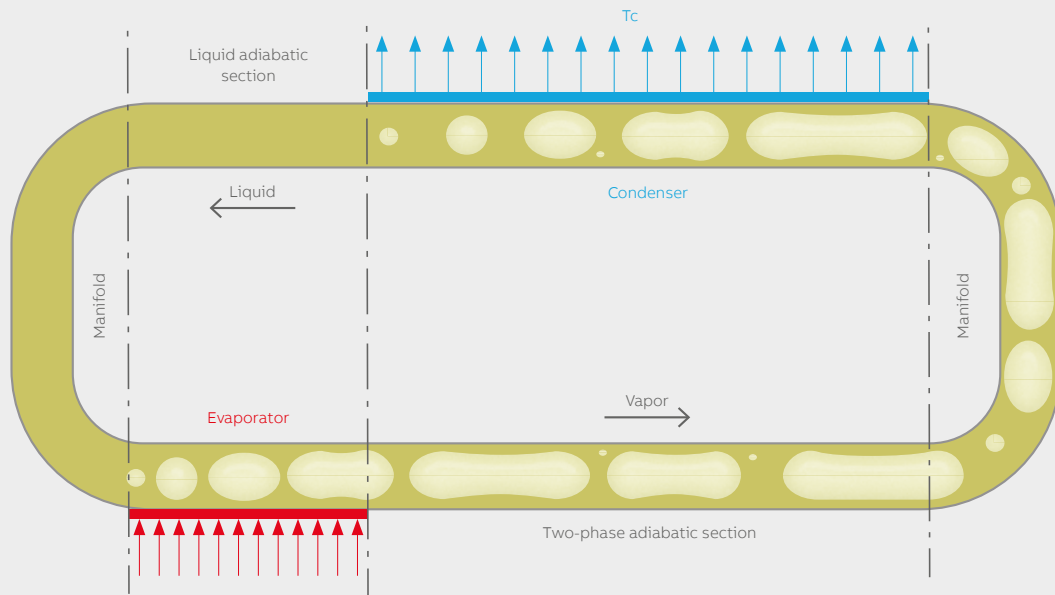 Tc
Liquid adiabatic
section
Liquid
Condenser
Manifold
Manifold
Vapor
Evaporator
Two-phase adiabatic section